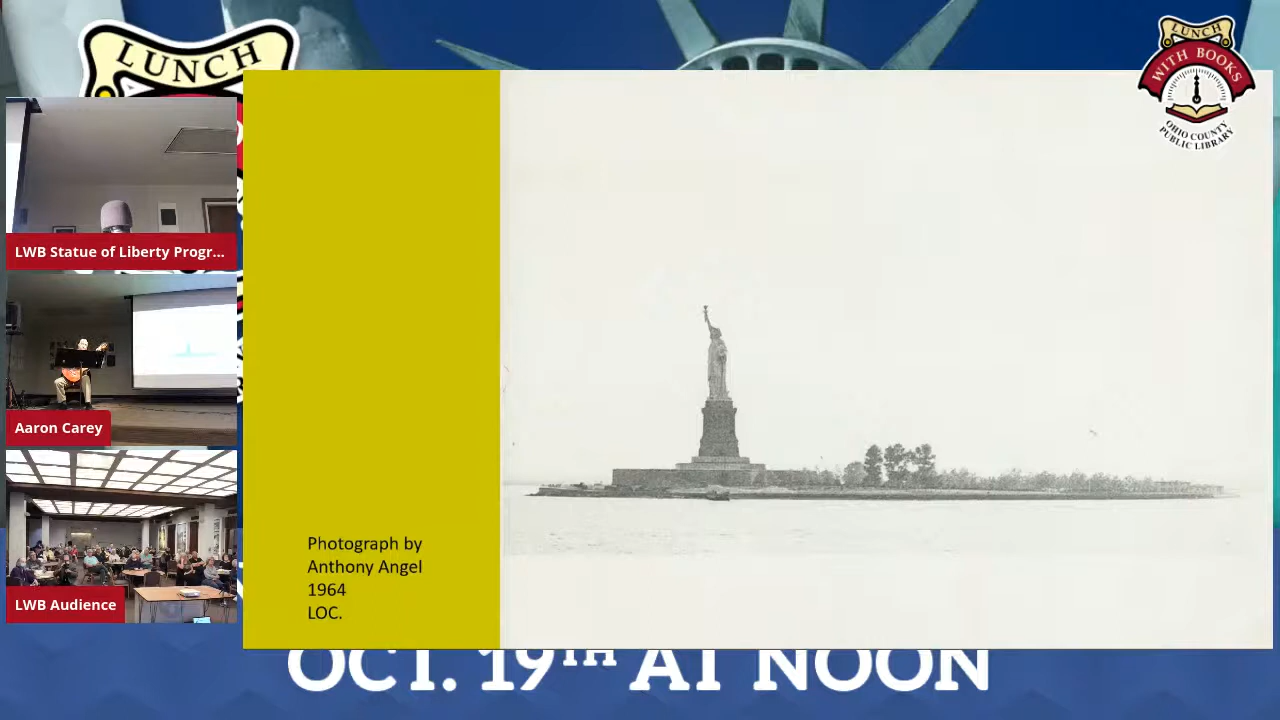 LUNCH
LUNCH
WITH BOOKS
OHIO COUNTY
PUBLIC LIBRARY
LWB Statue of Liberty Progr...
Aaron Carey
LWB Audience
Photograph by
Anthony Angel
1964
LOC.
OCT. 19TH AT NOON